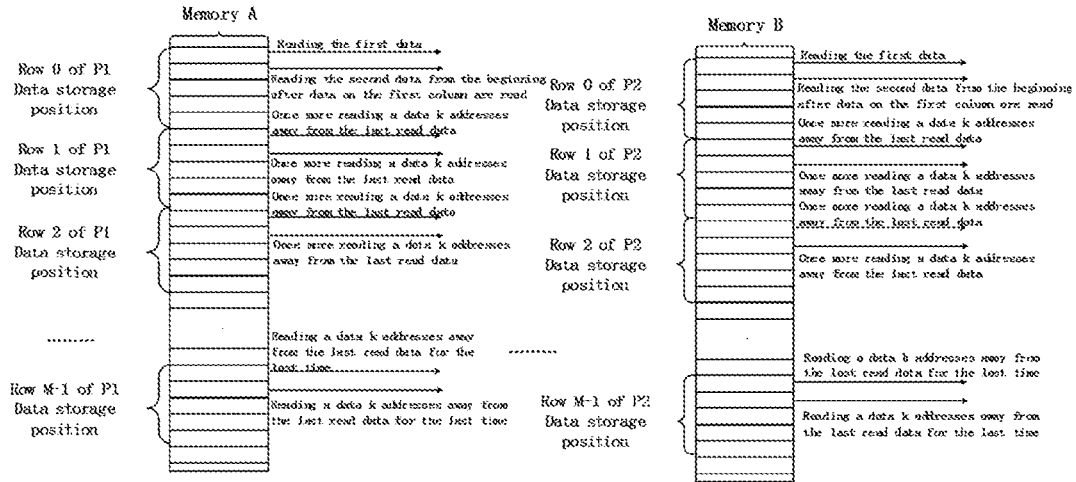 Memory A
Row 0 of P1
Data storage
position
Row 1 of P1
Data storage
position
Row 2 of P1
Data storage
position
........
Row M-1 of P1
Data storage
position
Reading the first data
Reading the second data from the beginning
after data on the first column are read
Once more reading a data k addresses
away from the last read data
Once more reading a data k addresses
away from the last read data
Once more reading a data k addresses
away from the last read data
Once more reading a data k addresses
away from the last read data
Reading a data k addresses away
from the last read data for the
last time
Reading a data k addresses away from
the last read data for the last time
Memory B
Row 0 of P2
Data storage
position
Row 1 of P2
Data storage
position
Row 2 of P2
Data storage
position
........
Row M-1 of P2
Data storage
position
Reading the first data
Reading the second data from the beginning
after data on the first column are read
Once more reading a data k addresses
away from the last read data
Once more reading a data k addresses
away from the last read data
Once more reading a data k addresses
away from the last read data
Once more reading a data k addresses
away from the last read data
Reading a data k addresses away from
the last read data for the last time
Reading a data k addresses away from
the last read data for the last time